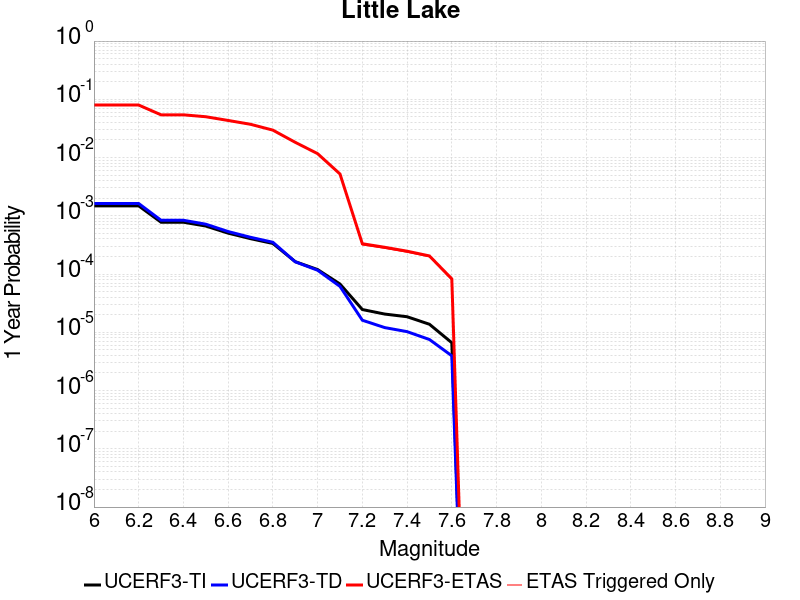 Little Lake
10^0
10^-1
10^-2
10^-3
10^-4
10^-5
10^-6
10^-7
10^-8
1 Year Probability
6 6.2 6.4 6.6 6.8 7 7.2 7.4 7.6 7.8 8 8.2 8.4 8.6 8.8 9
Magnitude
UCERF3-TI UCERF3-TD UCERF3-ETAS ETAS Triggered Only